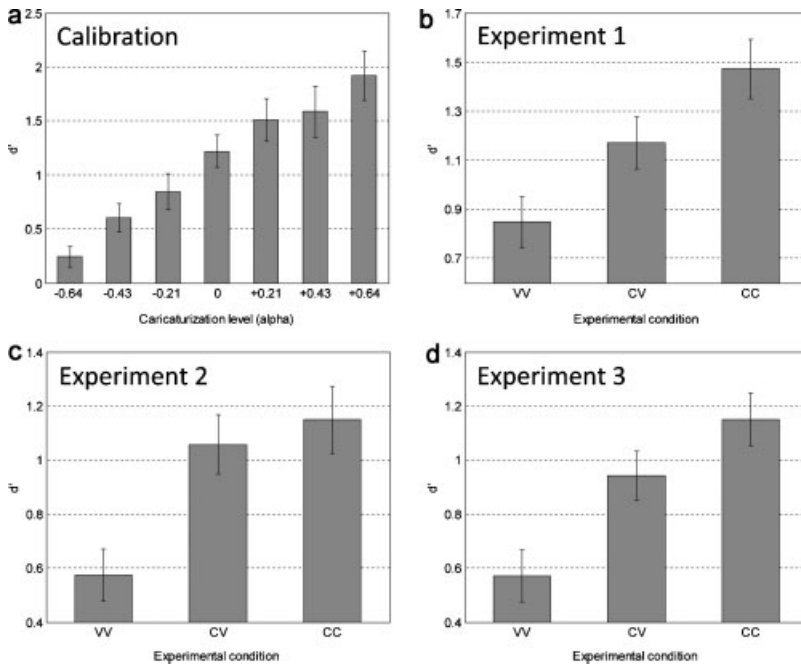 a
Calibration
2.5
2
1.5
1
0.5
0
d'
-0.64 -0.43 -0.21 0 +0.21 +0.43 +0.64
Caricaturization level (alpha)
b
Experiment 1
1.7
1.5
1.3
1.1
0.9
0.7
d'
VV CV CC
Experimental condition
c
Experiment 2
1.4
1.2
1
0.8
0.6
0.4
d'
VV CV CC
Experimental condition
d
Experiment 3
1.4
1.2
1
0.8
0.6
0.4
d'
VV CV CC
Experimental condition